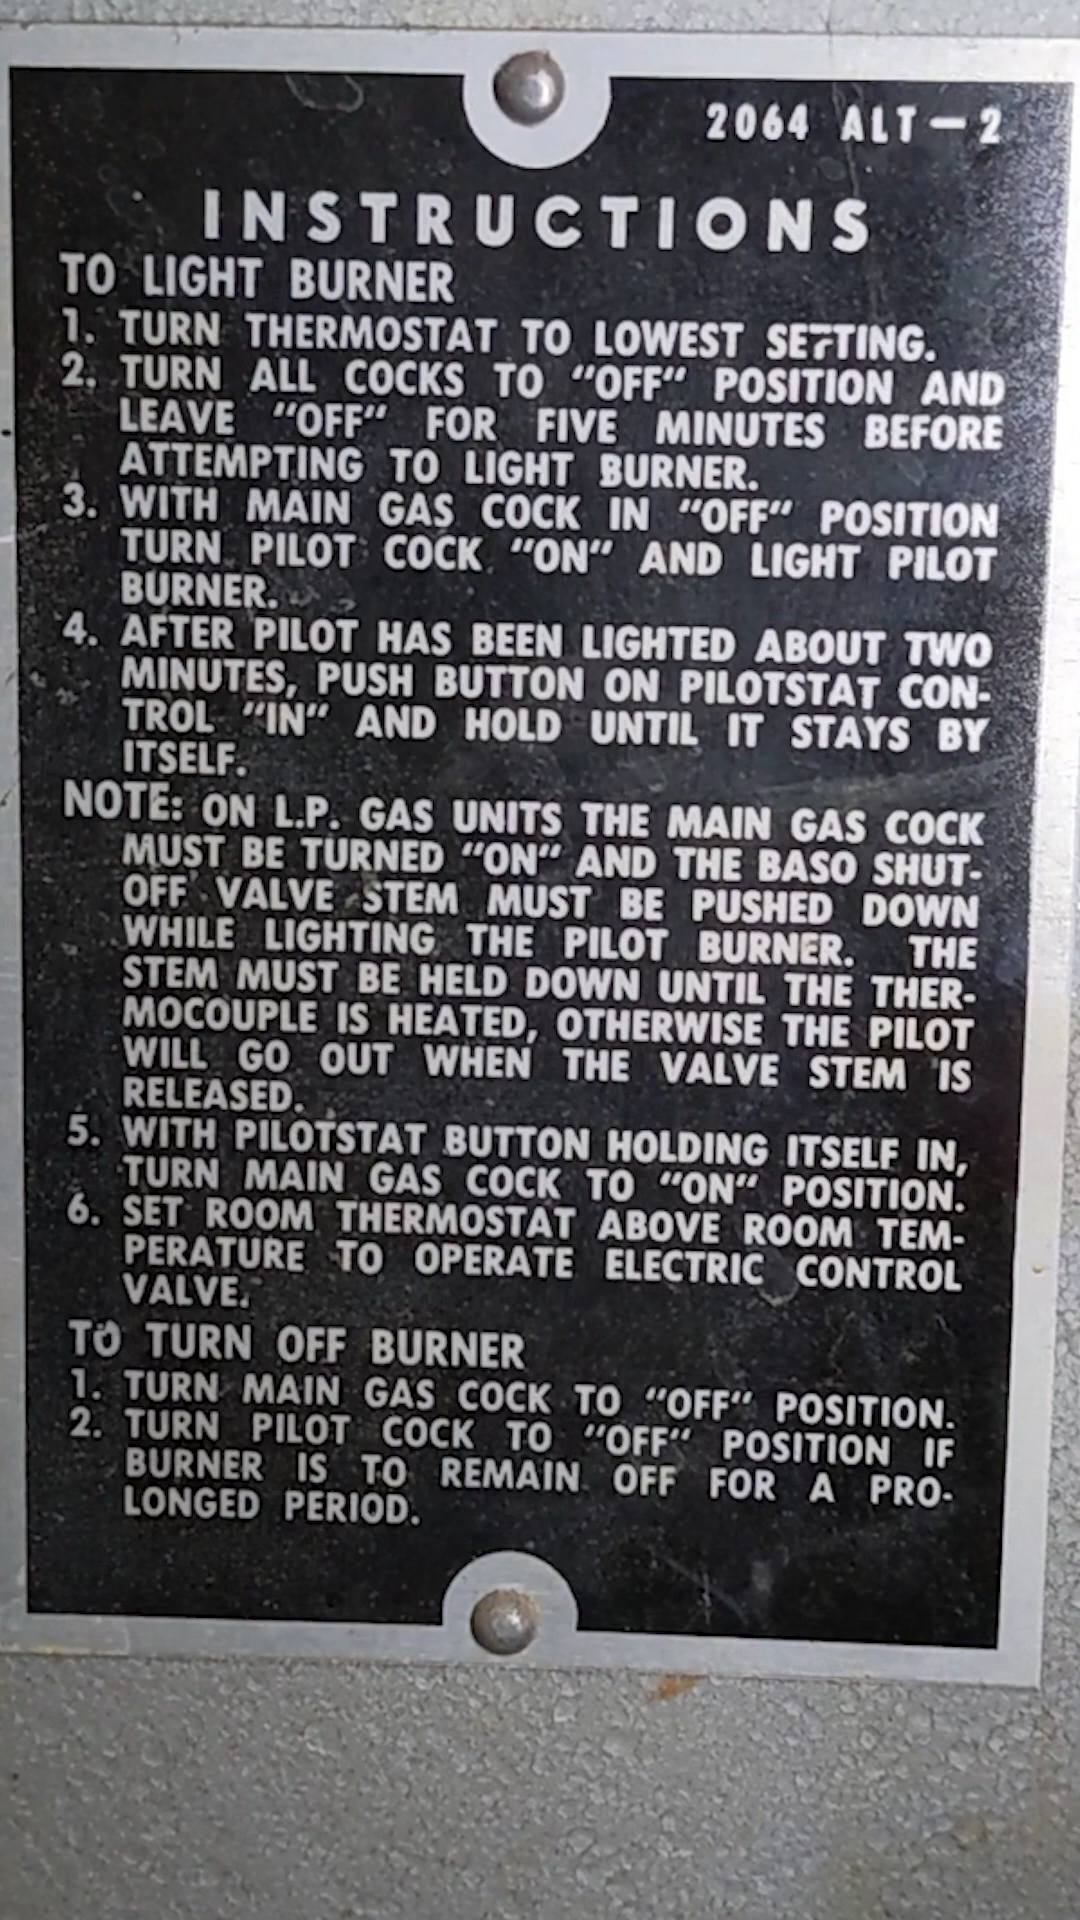 2064 ALT-2
INSTRUCTIONS
TO LIGHT BURNER
1. TURN THERMOSTAT TO LOWEST SETTING.
2. TURN ALL COCKS TO "OFF" POSITION AND
LEAVE "OFF" FOR FIVE MINUTES BEFORE
ATTEMPTING TO LIGHT BURNER.
3. WITH MAIN GAS COCK IN "OFF" POSITION
TURN PILOT COCK "ON" AND LIGHT PILOT
BURNER.
4. AFTER PILOT HAS BEEN LIGHTED ABOUT TWO
MINUTES, PUSH BUTTON ON PILOTSTAT CON-
TROL "IN" AND HOLD UNTIL IT STAYS BY
ITSELF.
NOTE: ON L.P. GAS UNITS THE MAIN GAS COCK
MUST BE TURNED "ON" AND THE BASO SHUT-
OFF VALVE STEM MUST BE PUSHED DOWN
WHILE LIGHTING THE PILOT BURNER. THE
STEM MUST BE HELD DOWN UNTIL THE THER-
MOCOUPLE IS HEATED, OTHERWISE THE PILOT
WILL GO OUT WHEN THE VALVE STEM IS
RELEASED.
5. WITH PILOTSTAT BUTTON HOLDING ITSELF IN,
TURN MAIN GAS COCK TO "ON" POSITION.
6. SET ROOM THERMOSTAT ABOVE ROOM TEM-
PERATURE TO OPERATE ELECTRIC CONTROL
VALVE.
TO TURN OFF BURNER
1. TURN MAIN GAS COCK TO "OFF" POSITION.
2. TURN PILOT COCK TO "OFF" POSITION IF
BURNER IS TO REMAIN OFF FOR A PRO-
LONGED PERIOD.